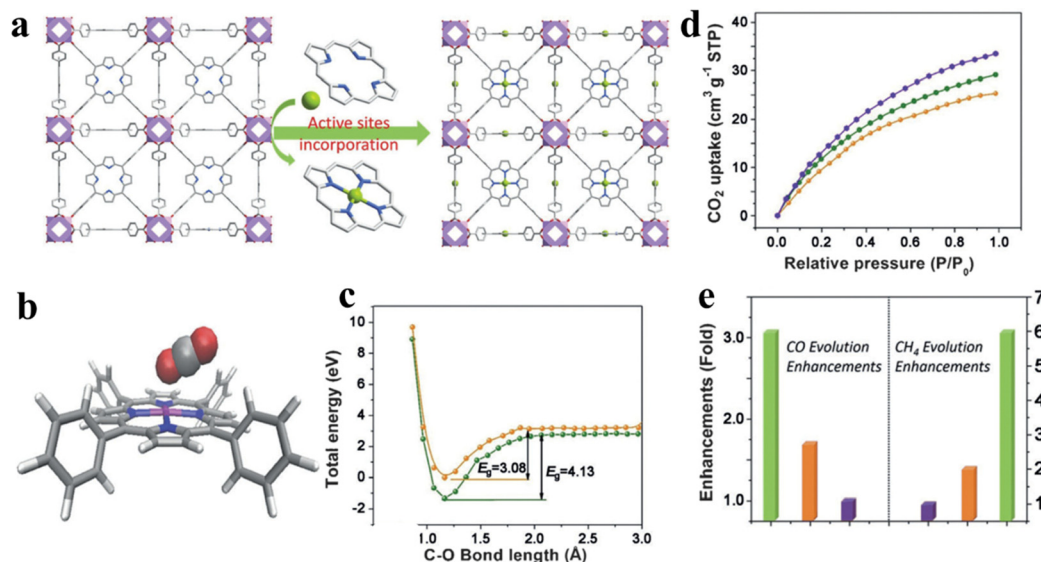 a
Active sites
incorporation
d
CO₂ uptake (cm³ g⁻¹ STP)
40
30
20
10
0
0.0 0.2 0.4 0.6 0.8 1.0
Relative pressure (P/P₀)
b
c
Total energy (eV)
10
8
6
4
2
0
-2
E_g=3.08
E_g=4.13
1.0 1.5 2.0 2.5 3.0
C-O Bond length (Å)
e
Enhancements (Fold)
3.0
2.0
1.0
CO Evolution
Enhancements
CH₄ Evolution
Enhancements
7
6
5
4
3
2
1